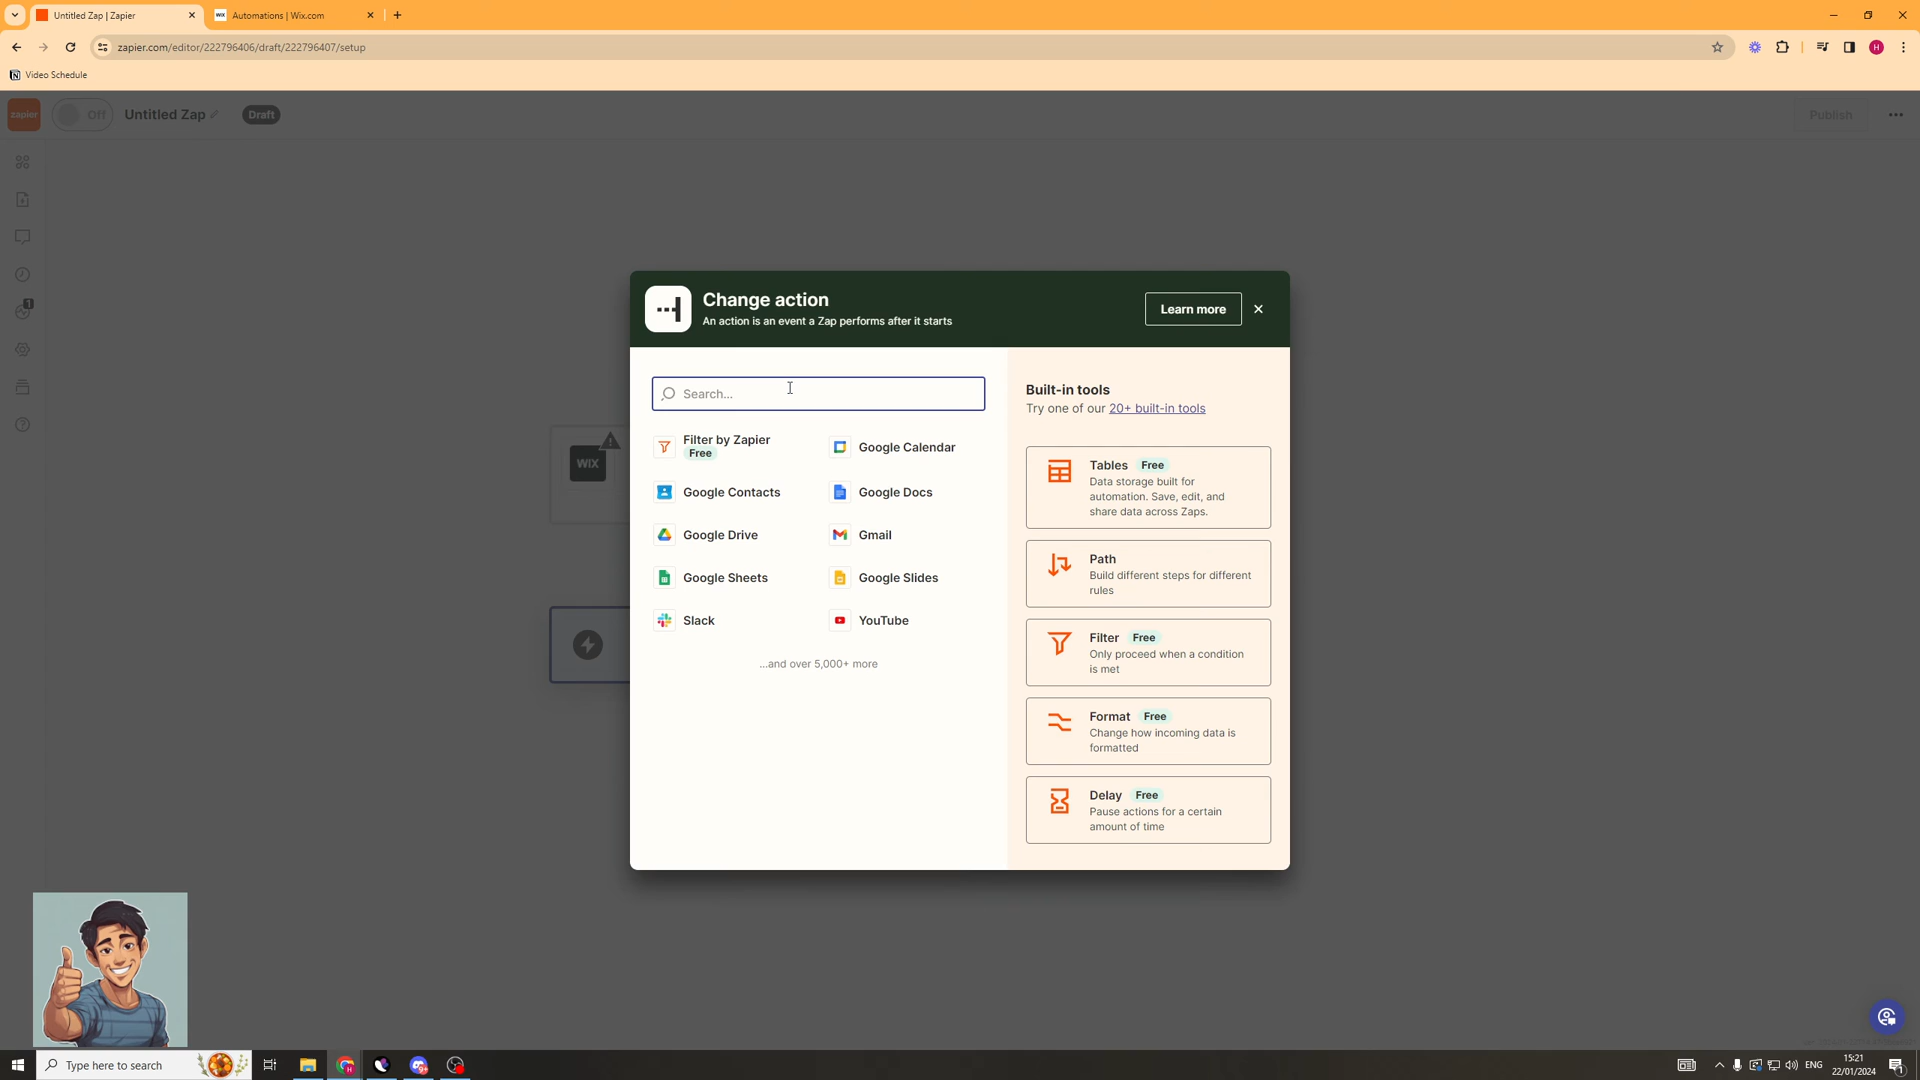 Untitled Zap | Zapier
WIX
Automations | Wix.com
zapier.com/editor/222796406/draft/222796407/setup
Video Schedule
zapier
Off
Untitled Zap
Draft
Publish
1
Change action
An action is an event a Zap performs after it starts
Learn more
Search...
Filter by Zapier
Free
Google Calendar
Google Contacts
Google Docs
Google Drive
Gmail
Google Sheets
Google Slides
Slack
YouTube
...and over 5,000+ more
WIX
Built-in tools
Try one of our 20+ built-in tools
Tables Free
Data storage built for
automation. Save, edit, and
share data across Zaps.
Path
Build different steps for different
rules
Filter Free
Only proceed when a condition
is met
Format Free
Change how incoming data is
formatted
Delay Free
Pause actions for a certain
amount of time
Type here to search
ENG
15:21
22/01/2024